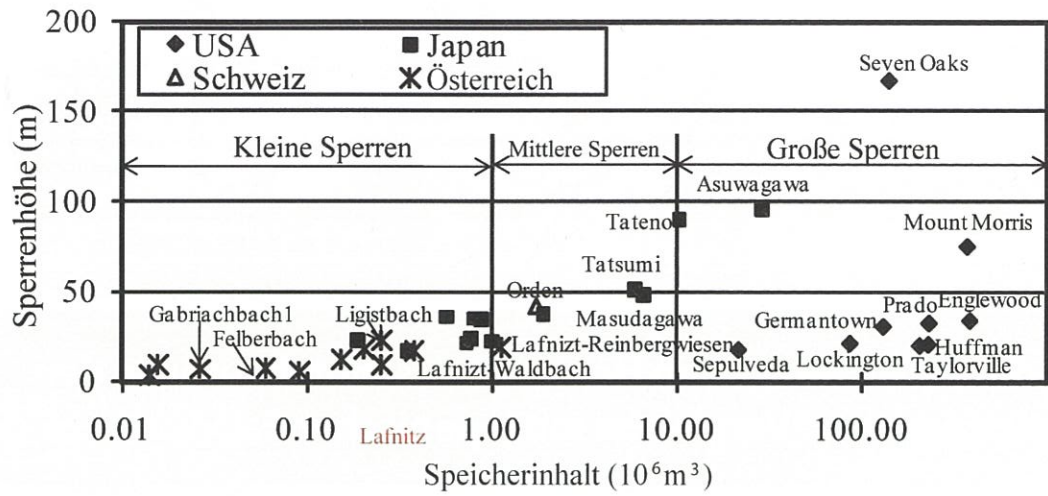 200
150
100
50
0
Sperrenhöhe (m)
USA
Japan
Schweiz
Österreich
Seven Oaks
Kleine Sperren
Mittlere Sperren
Große Sperren
Asuwagawa
Tateno
Mount Morris
Tatsumi
Orden
Gabriachbach1
Ligistbach
Masudagawa
Germantown
Prado
Englewood
Felberbach
Lafnizt-Reinbergwiesen
Huffman
Lafnizt-Waldbach
Sepulveda
Lockington
Taylorville
0.01
0.10
1.00
10.00
100.00
Lafnitz
Speicherinhalt (10⁶m³)